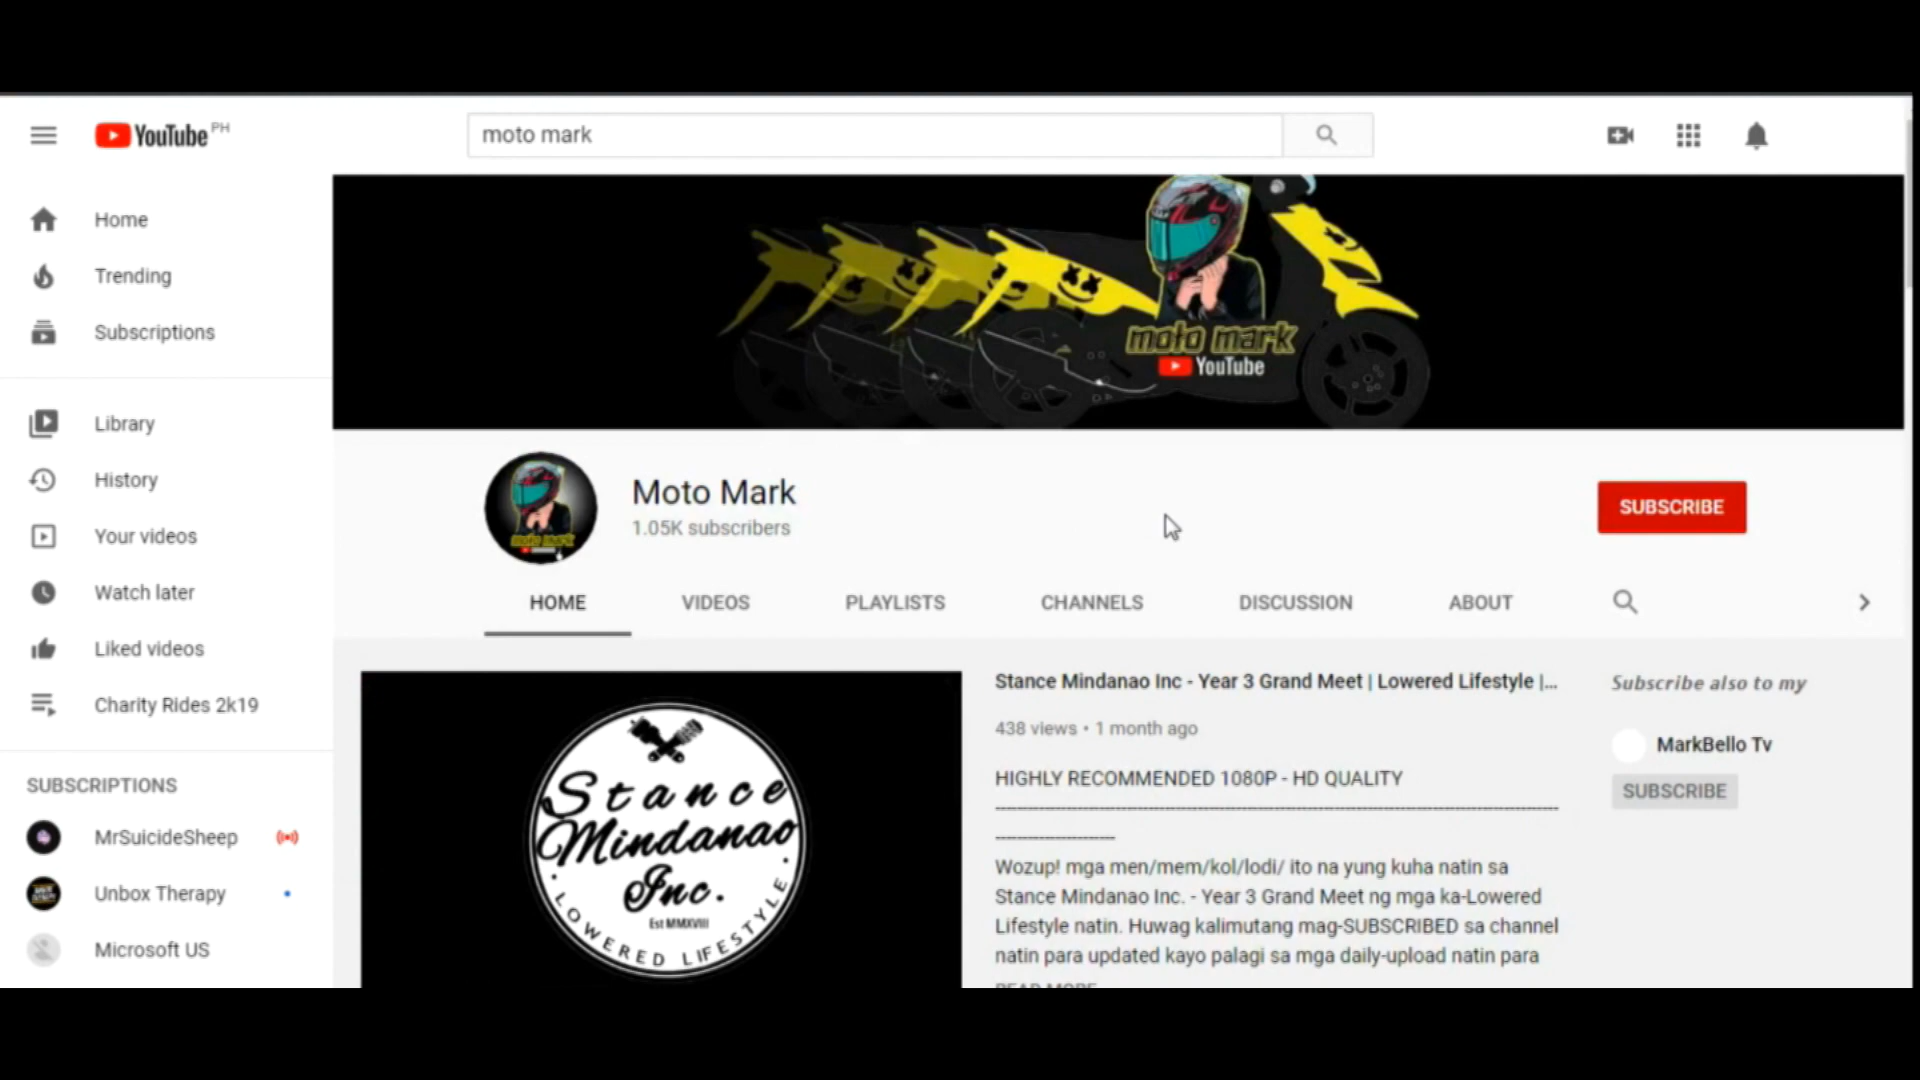 YouTube PH
moto mark
Home
Trending
Subscriptions
Library
History
Your videos
Watch later
Liked videos
Charity Rides 2k19
SUBSCRIPTIONS
MrSuicideSheep
Unbox Therapy
Microsoft US
moto mark
YouTube
Moto Mark
1.05K subscribers
SUBSCRIBE
HOME
VIDEOS
PLAYLISTS
CHANNELS
DISCUSSION
ABOUT
Stance
Mindanao
Inc.
Est MMXVIII
• LOWERED LIFESTYLE •
Stance Mindanao Inc - Year 3 Grand Meet | Lowered Lifestyle |...
438 views • 1 month ago
HIGHLY RECOMMENDED 1080P - HD QUALITY
Wozup! mga men/mem/kol/lodi/ ito na yung kuha natin sa
Stance Mindanao Inc. - Year 3 Grand Meet ng mga ka-Lowered
Lifestyle natin. Huwag kalimutang mag-SUBSCRIBED sa channel
natin para updated kayo palagi sa mga daily-upload natin para
READ MORE
Subscribe also to my
MarkBello Tv
SUBSCRIBE